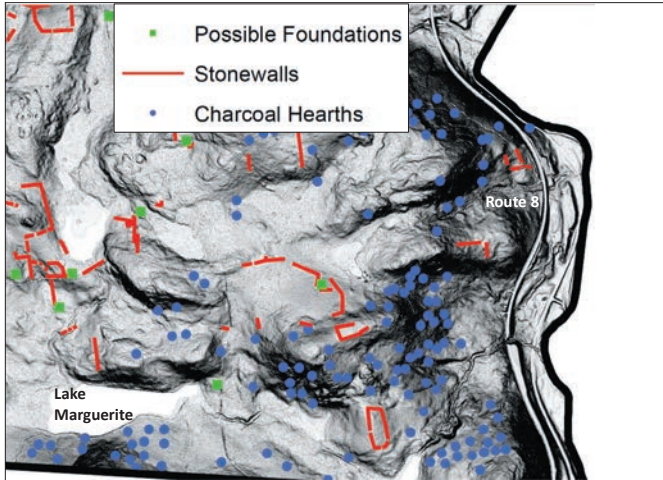 Possible Foundations
Stonewalls
Charcoal Hearths
Route 8
Lake
Marguerite